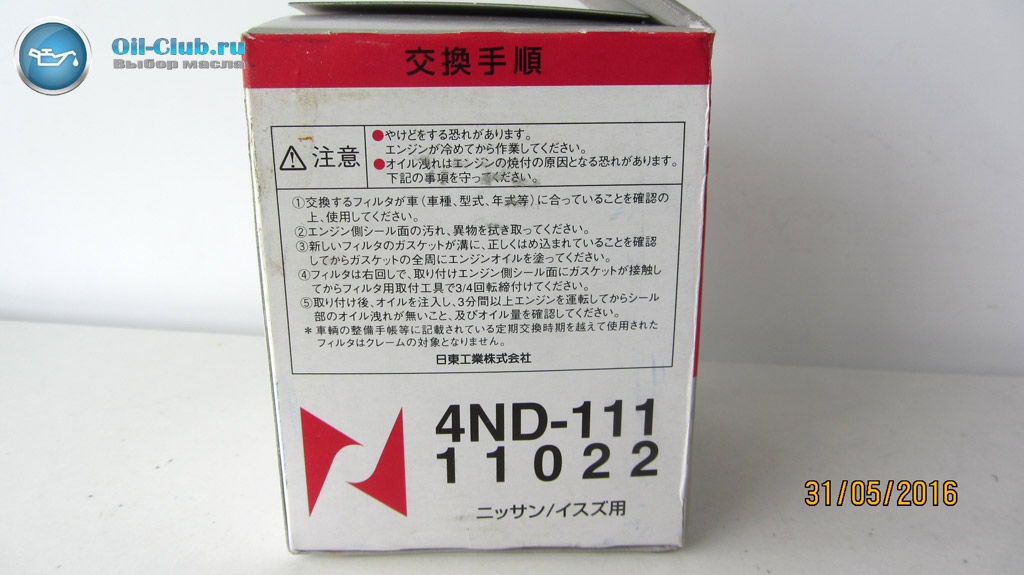 Oil-Club.ru
Выбор масла
交換手順
注意
●やけどをする恐れがあります。
エンジンが冷めてから作業してください。
●オイル洩れはエンジンの焼付の原因となる恐れがあります。
下記の事項を守ってください。
①交換するフィルタが車(車種、型式、年式等)に合っていることを確認の
上、使用してください。
②エンジン側シール面の汚れ、異物を拭き取ってください。
③新しいフィルタのガスケットが溝に、正しくはめ込まれていることを確認
してからガスケットの全周にエンジンオイルを塗ってください。
④フィルタは右回しで、取り付けエンジン側シール面にガスケットが接触し
てからフィルタ用取付工具で3/4回転締付けてください。
⑤取り付け後、オイルを注入し、3分間以上エンジンを運転してからシール
部のオイル洩れが無いこと、及びオイル量を確認してください。
*車輌の整備手帳等に記載されている定期交換時期を越えて使用された
フィルタはクレームの対象となりません。
日東工業株式会社
4ND-111
11022
ニッサン/イスズ用
31/05/2016